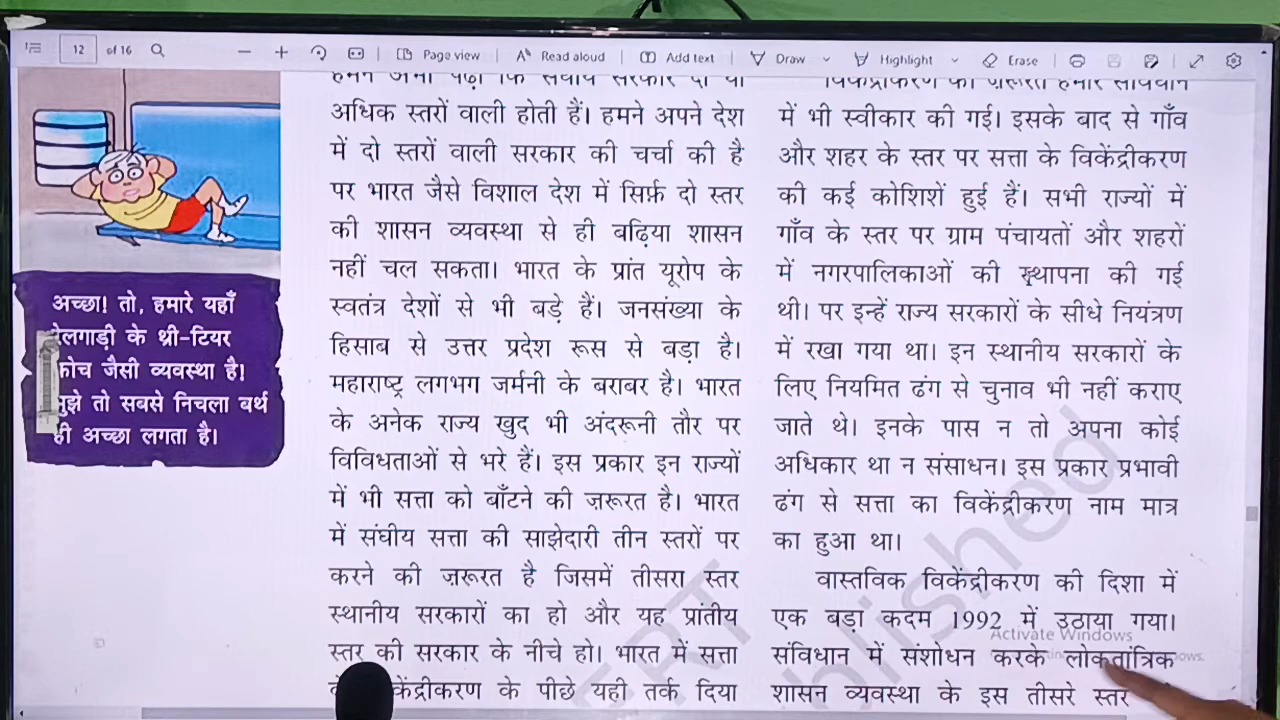 12 of 16 Page view Read aloud Add text Draw Highlight Erase
अच्छा! तो, हमारे यहाँ
रेलगाड़ी के थ्री-टियर
कोच जैसी व्यवस्था है!
मुझे तो सबसे निचला बर्थ
ही अच्छा लगता है।
अधिक स्तरों वाली होती हैं। हमने अपने देश
में दो स्तरों वाली सरकार की चर्चा की है
पर भारत जैसे विशाल देश में सिर्फ़ दो स्तर
की शासन व्यवस्था से ही बढ़िया शासन
नहीं चल सकता। भारत के प्रांत यूरोप के
स्वतंत्र देशों से भी बड़े हैं। जनसंख्या के
हिसाब से उत्तर प्रदेश रूस से बड़ा है।
महाराष्ट्र लगभग जर्मनी के बराबर है। भारत
के अनेक राज्य खुद भी अंदरूनी तौर पर
विविधताओं से भरे हैं। इस प्रकार इन राज्यों
में भी सत्ता को बाँटने की ज़रूरत है। भारत
में संघीय सत्ता की साझेदारी तीन स्तरों पर
करने की ज़रूरत है जिसमें तीसरा स्तर
स्थानीय सरकारों का हो और यह प्रांतीय
स्तर की सरकार के नीचे हो। भारत में सत्ता
के पीछे यही तर्क दिया
में भी स्वीकार की गई। इसके बाद से गाँव
और शहर के स्तर पर सत्ता के विकेंद्रीकरण
की कई कोशिशें हुई हैं। सभी राज्यों में
गाँव के स्तर पर ग्राम पंचायतों और शहरों
में नगरपालिकाओं की स्थापना की गई
थी। पर इन्हें राज्य सरकारों के सीधे नियंत्रण
में रखा गया था। इन स्थानीय सरकारों के
लिए नियमित ढंग से चुनाव भी नहीं कराए
जाते थे। इनके पास न तो अपना कोई
अधिकार था न संसाधन। इस प्रकार प्रभावी
ढंग से सत्ता का विकेंद्रीकरण नाम मात्र
का हुआ था।
वास्तविक विकेंद्रीकरण की दिशा में
एक बड़ा कदम 1992 में उठाया गया।
संविधान में संशोधन करके लोकतांत्रिक
शासन व्यवस्था के इस तीसरे स्तर
Activate Windows